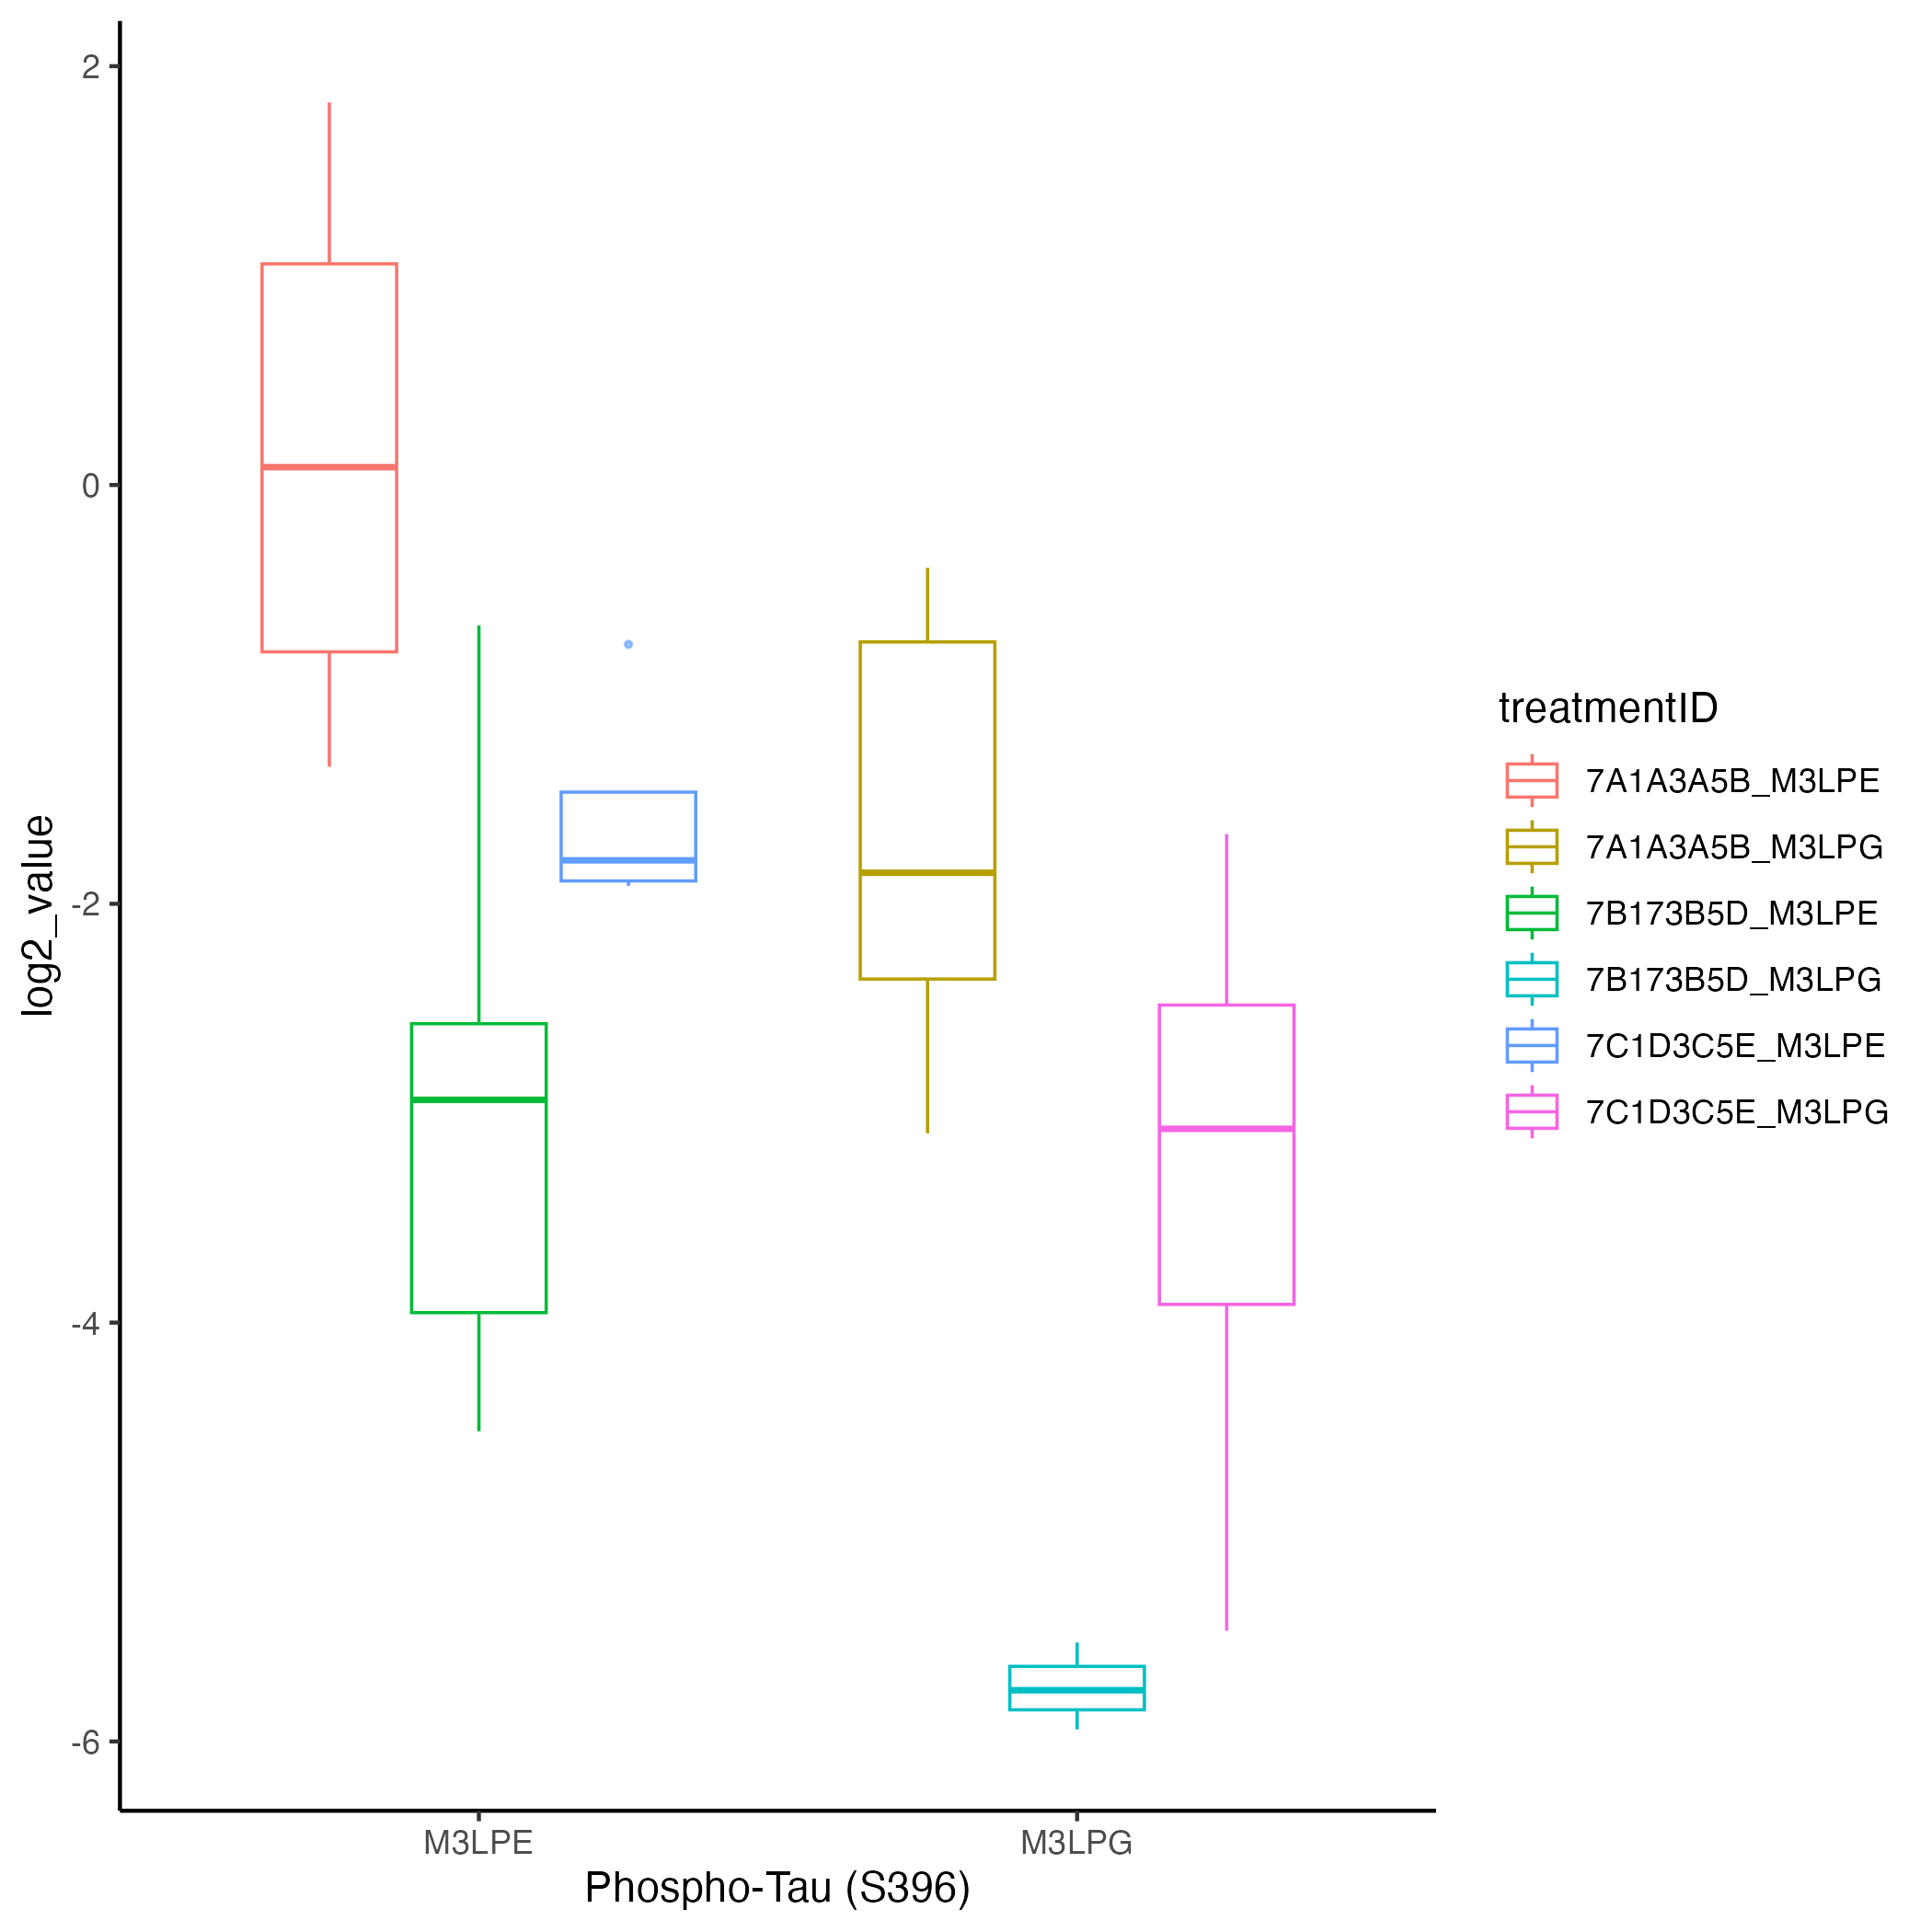 2
0
-2
-4
-6
log2_value
M3LPE
M3LPG
Phospho-Tau (S396)
treatmentID
7A1A3A5B_M3LPE
7A1A3A5B_M3LPG
7B173B5D_M3LPE
7B173B5D_M3LPG
7C1D3C5E_M3LPE
7C1D3C5E_M3LPG